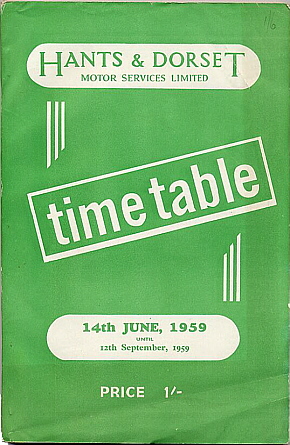 1/6
HANTS & DORSET
MOTOR SERVICES LIMITED
time table
14th JUNE, 1959
UNTIL
12th September, 1959
PRICE 1/-